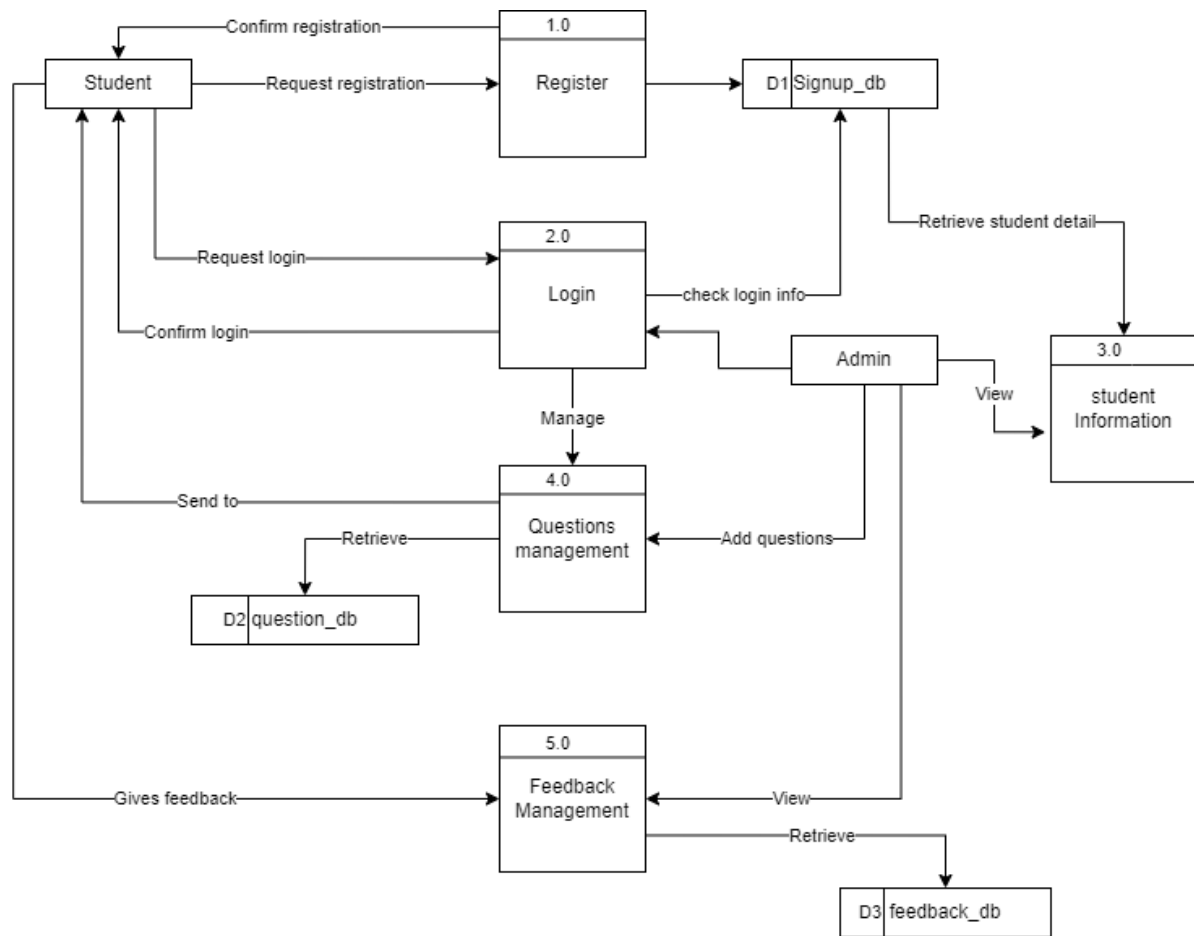 Confirm registration
1.0
Student
Request registration
Register
D1 Signup_db
Retrieve student detail
2.0
Request login
Login
check login info
Confirm login
Admin
3.0
View
student
Information
Manage
4.0
Send to
Questions
management
Retrieve
Add questions
D2 question_db
5.0
Feedback
Management
Gives feedback
View
Retrieve
D3 feedback_db